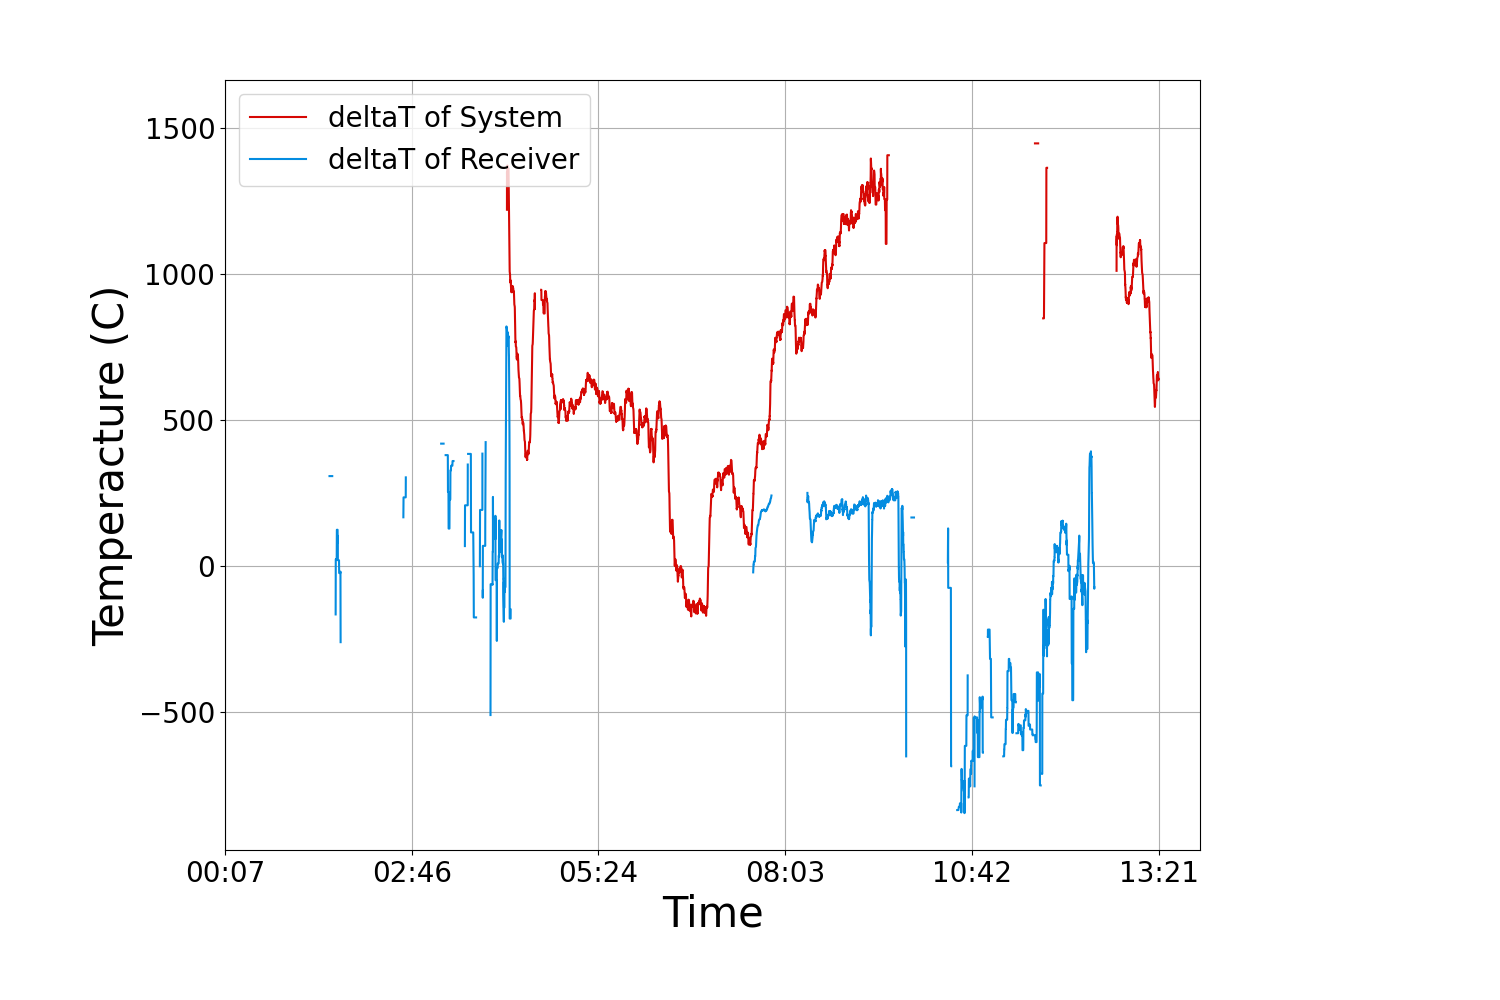 deltaT of System
deltaT of Receiver
1500
1000
500
0
−500
Temperacture (C)
00:07 02:46 05:24 08:03 10:42 13:21
Time